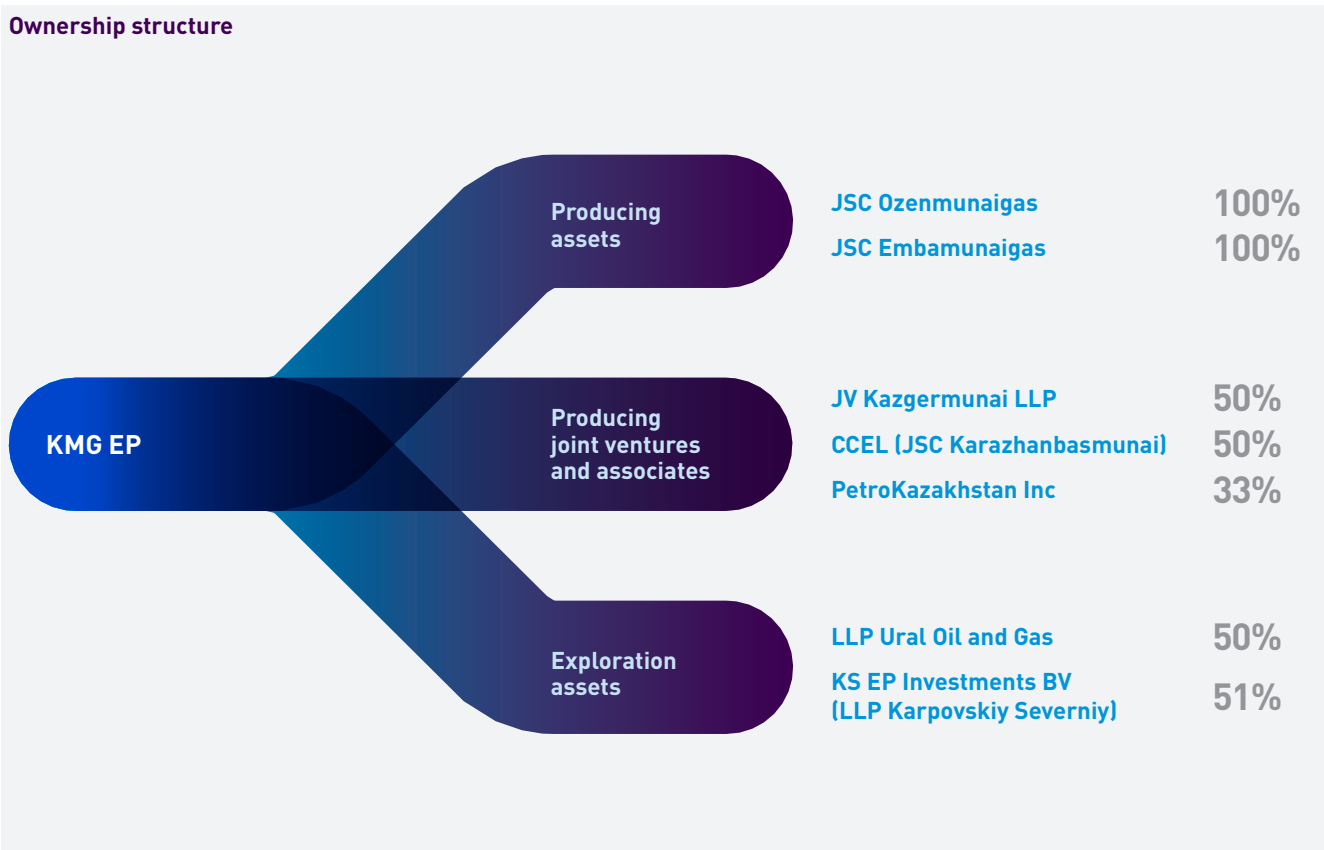 Ownership structure
KMG EP
Producing
assets
JSC Ozenmunaigas 100%
JSC Embamunaigas 100%
Producing
joint ventures
and associates
JV Kazgermunai LLP 50%
CCEL (JSC Karazhanbasmunai) 50%
PetroKazakhstan Inc 33%
Exploration
assets
LLP Ural Oil and Gas 50%
KS EP Investments BV
(LLP Karpovskiy Severniy) 51%